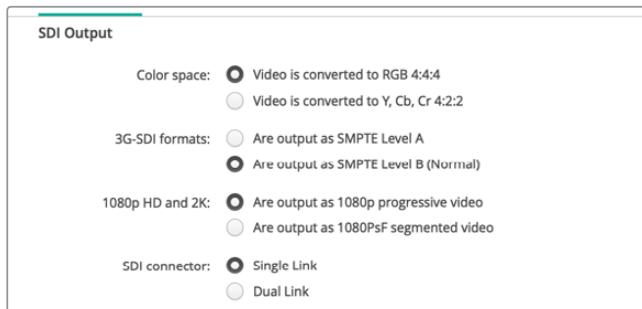 SDI Output
Color space: Video is converted to RGB 4:4:4
Video is converted to Y, Cb, Cr 4:2:2
3G-SDI formats: Are output as SMPTE Level A
Are output as SMPTE Level B (Normal)
1080p HD and 2K: Are output as 1080p progressive video
Are output as 1080PsF segmented video
SDI connector: Single Link
Dual Link